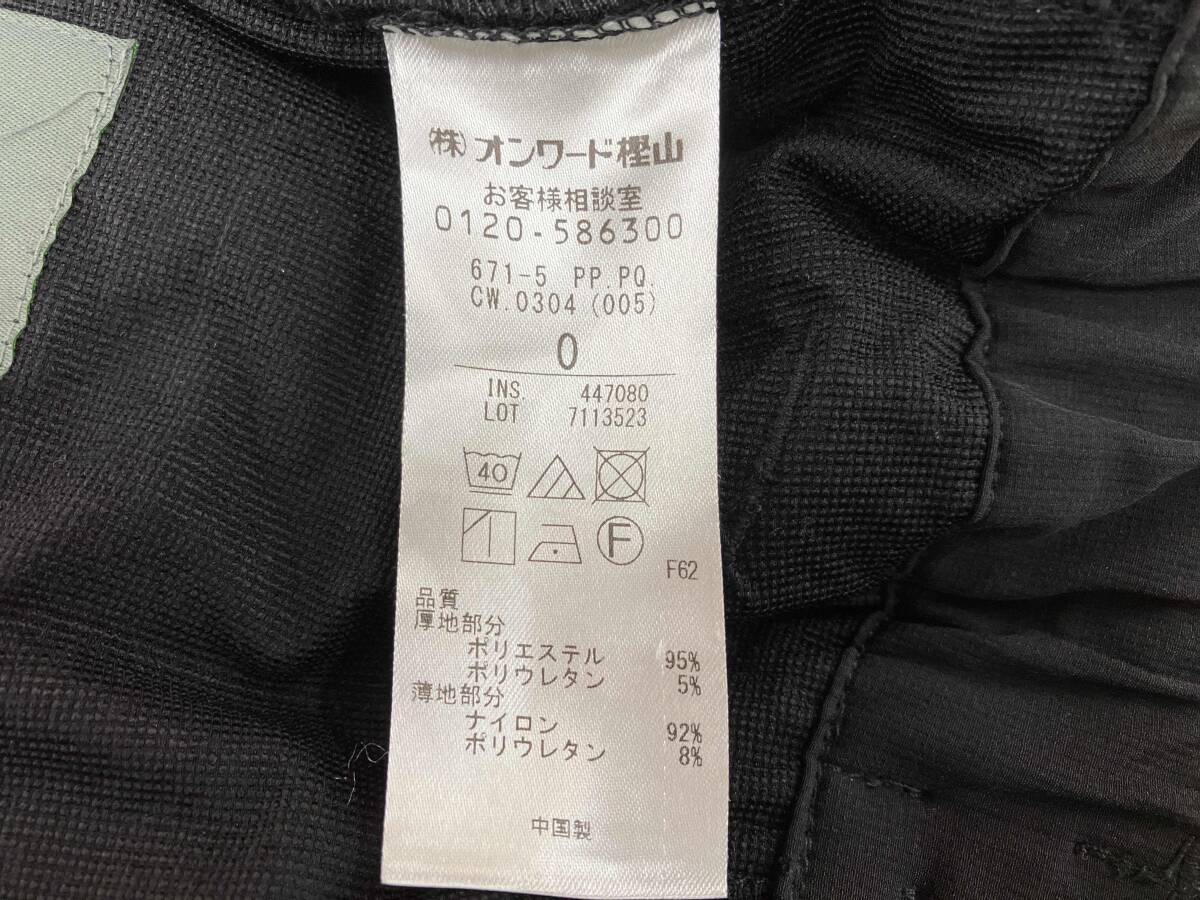 (株)オンワード樫山
お客様相談室
0120-586300
671-5 PP.PQ.
CW.0304(005)
0
INS. 447080
LOT 7113523
40
F
F62
品質
厚地部分
ポリエステル 95%
ポリウレタン 5%
薄地部分
ナイロン 92%
ポリウレタン 8%
中国製